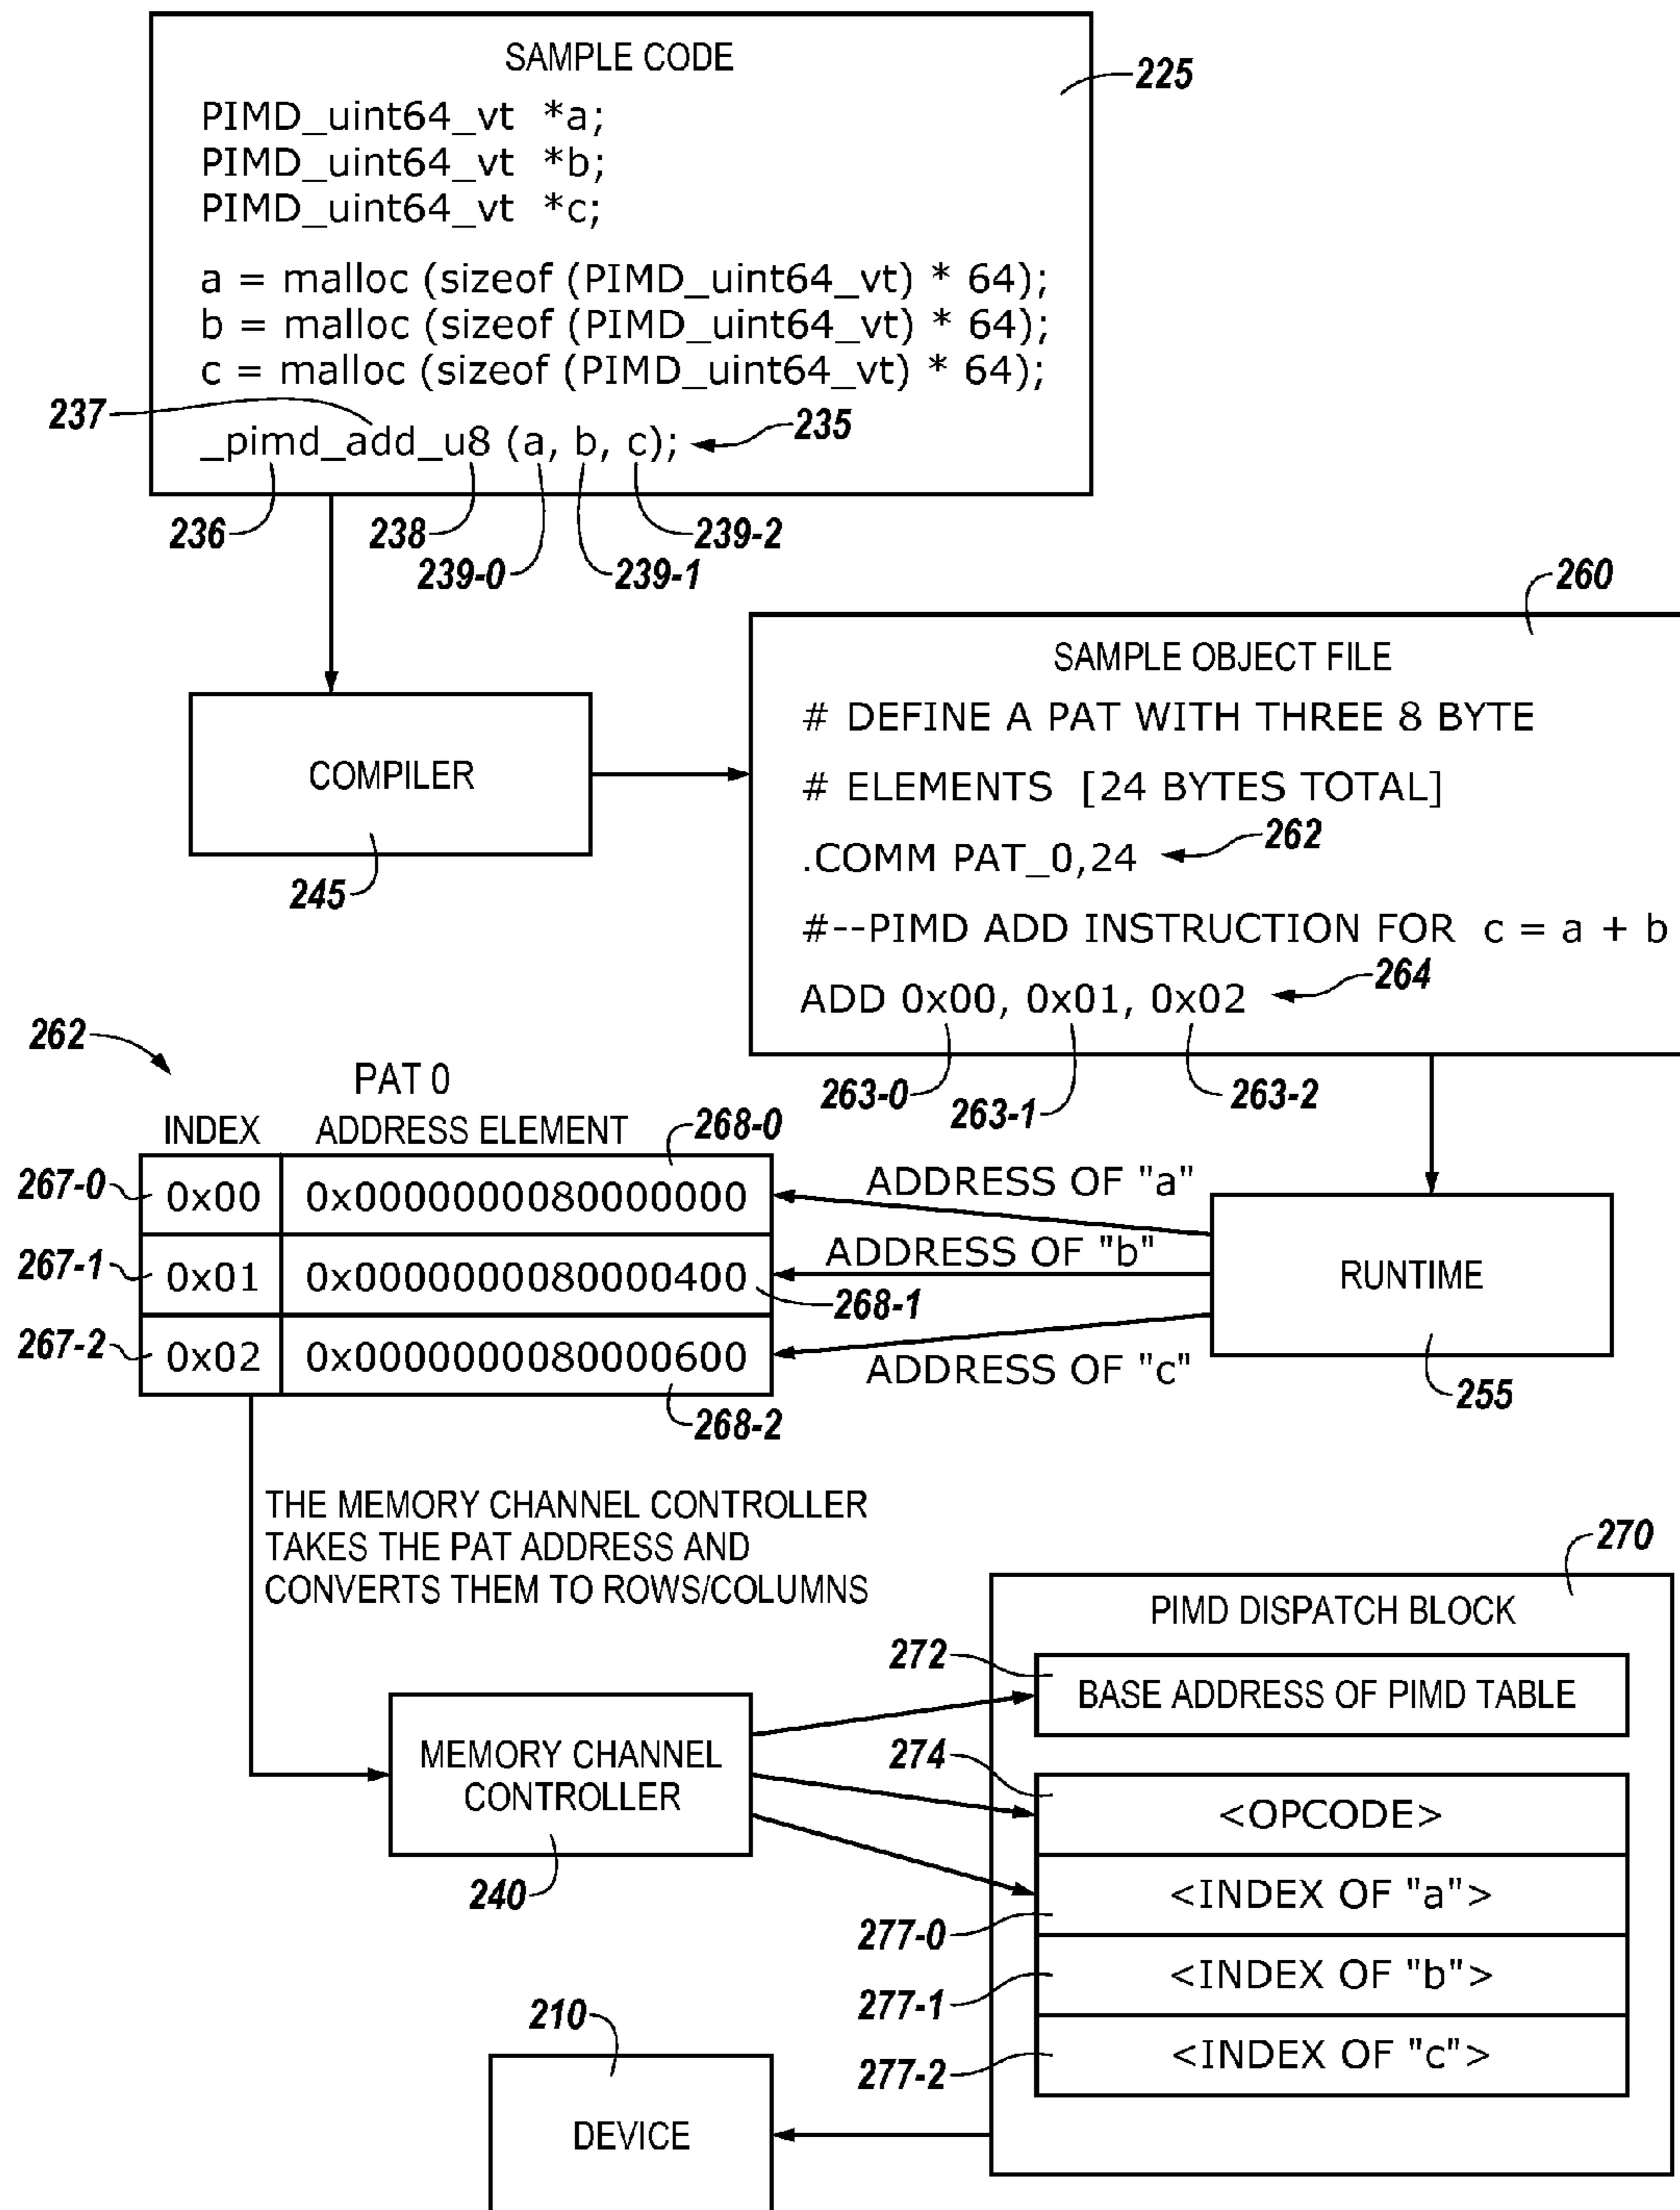 SAMPLE CODE
225
PIMD_uint64_vt *a;
PIMD_uint64_vt *b;
PIMD_uint64_vt *c;
a = malloc (sizeof (PIMD_uint64_vt) * 64);
b = malloc (sizeof (PIMD_uint64_vt) * 64);
c = malloc (sizeof (PIMD_uint64_vt) * 64);
237
_pimd_add_u8 (a, b, c);
235
236
238
239-0
239-1
239-2
COMPILER
245
260
SAMPLE OBJECT FILE
# DEFINE A PAT WITH THREE 8 BYTE
# ELEMENTS [24 BYTES TOTAL]
.COMM PAT_0,24
262
#--PIMD ADD INSTRUCTION FOR c = a + b
ADD 0x00, 0x01, 0x02
264
263-0
263-1
263-2
262
PAT 0
INDEX ADDRESS ELEMENT
268-0
267-0
0x00 0x0000000080000000
267-1
0x01 0x0000000080000400
268-1
267-2
0x02 0x0000000080000600
268-2
ADDRESS OF "a"
ADDRESS OF "b"
ADDRESS OF "c"
RUNTIME
255
THE MEMORY CHANNEL CONTROLLER
TAKES THE PAT ADDRESS AND
CONVERTS THEM TO ROWS/COLUMNS
MEMORY CHANNEL
CONTROLLER
240
270
PIMD DISPATCH BLOCK
272
BASE ADDRESS OF PIMD TABLE
274
<OPCODE>
<INDEX OF "a">
277-0
<INDEX OF "b">
277-1
<INDEX OF "c">
277-2
210
DEVICE